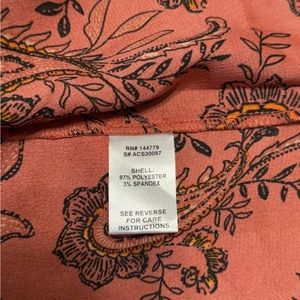 RN# 144779
S# ACS30087
SHELL:
97% POLYESTER
3% SPANDEX
SEE REVERSE
FOR CARE
INSTRUCTIONS